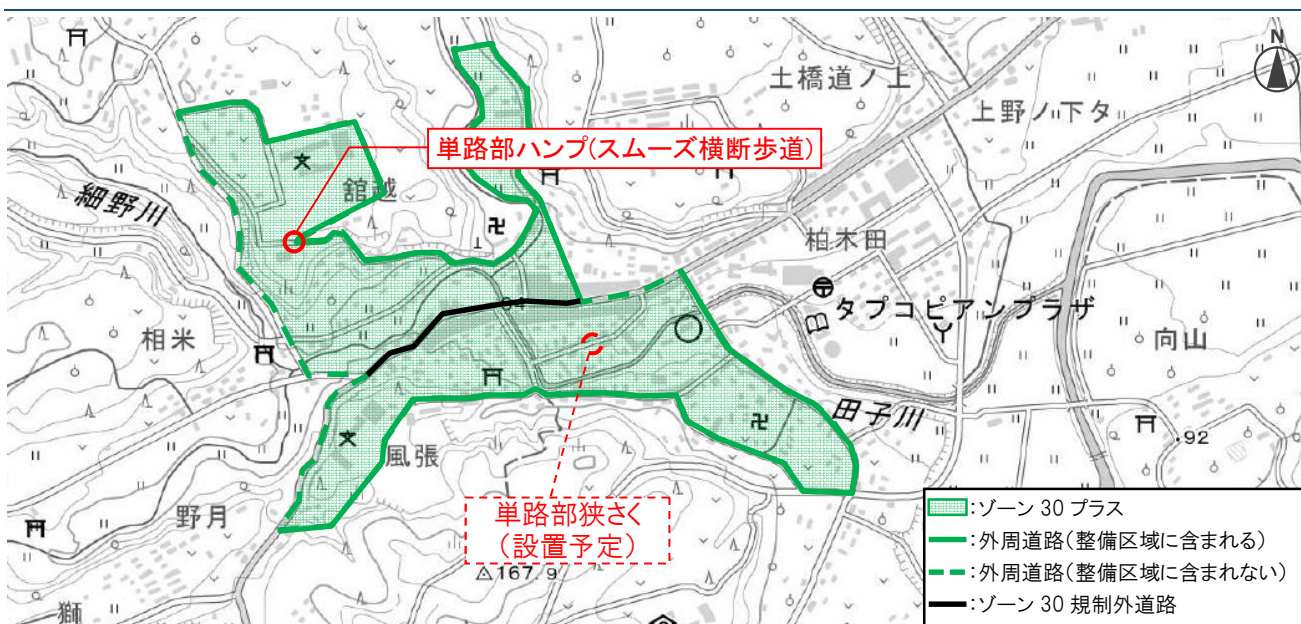 N
土橋道ノ上
上野ノ下タ
単路部ハンプ(スムーズ横断歩道)
舘越
細野川
柏木田
94
タプコピアンプラザ
相米
向山
田子川
92
風張
単路部狭さく
(設置予定)
野月
167.9
獅
:ゾーン 30 プラス
:外周道路(整備区域に含まれる)
:外周道路(整備区域に含まれない)
:ゾーン 30 規制外道路